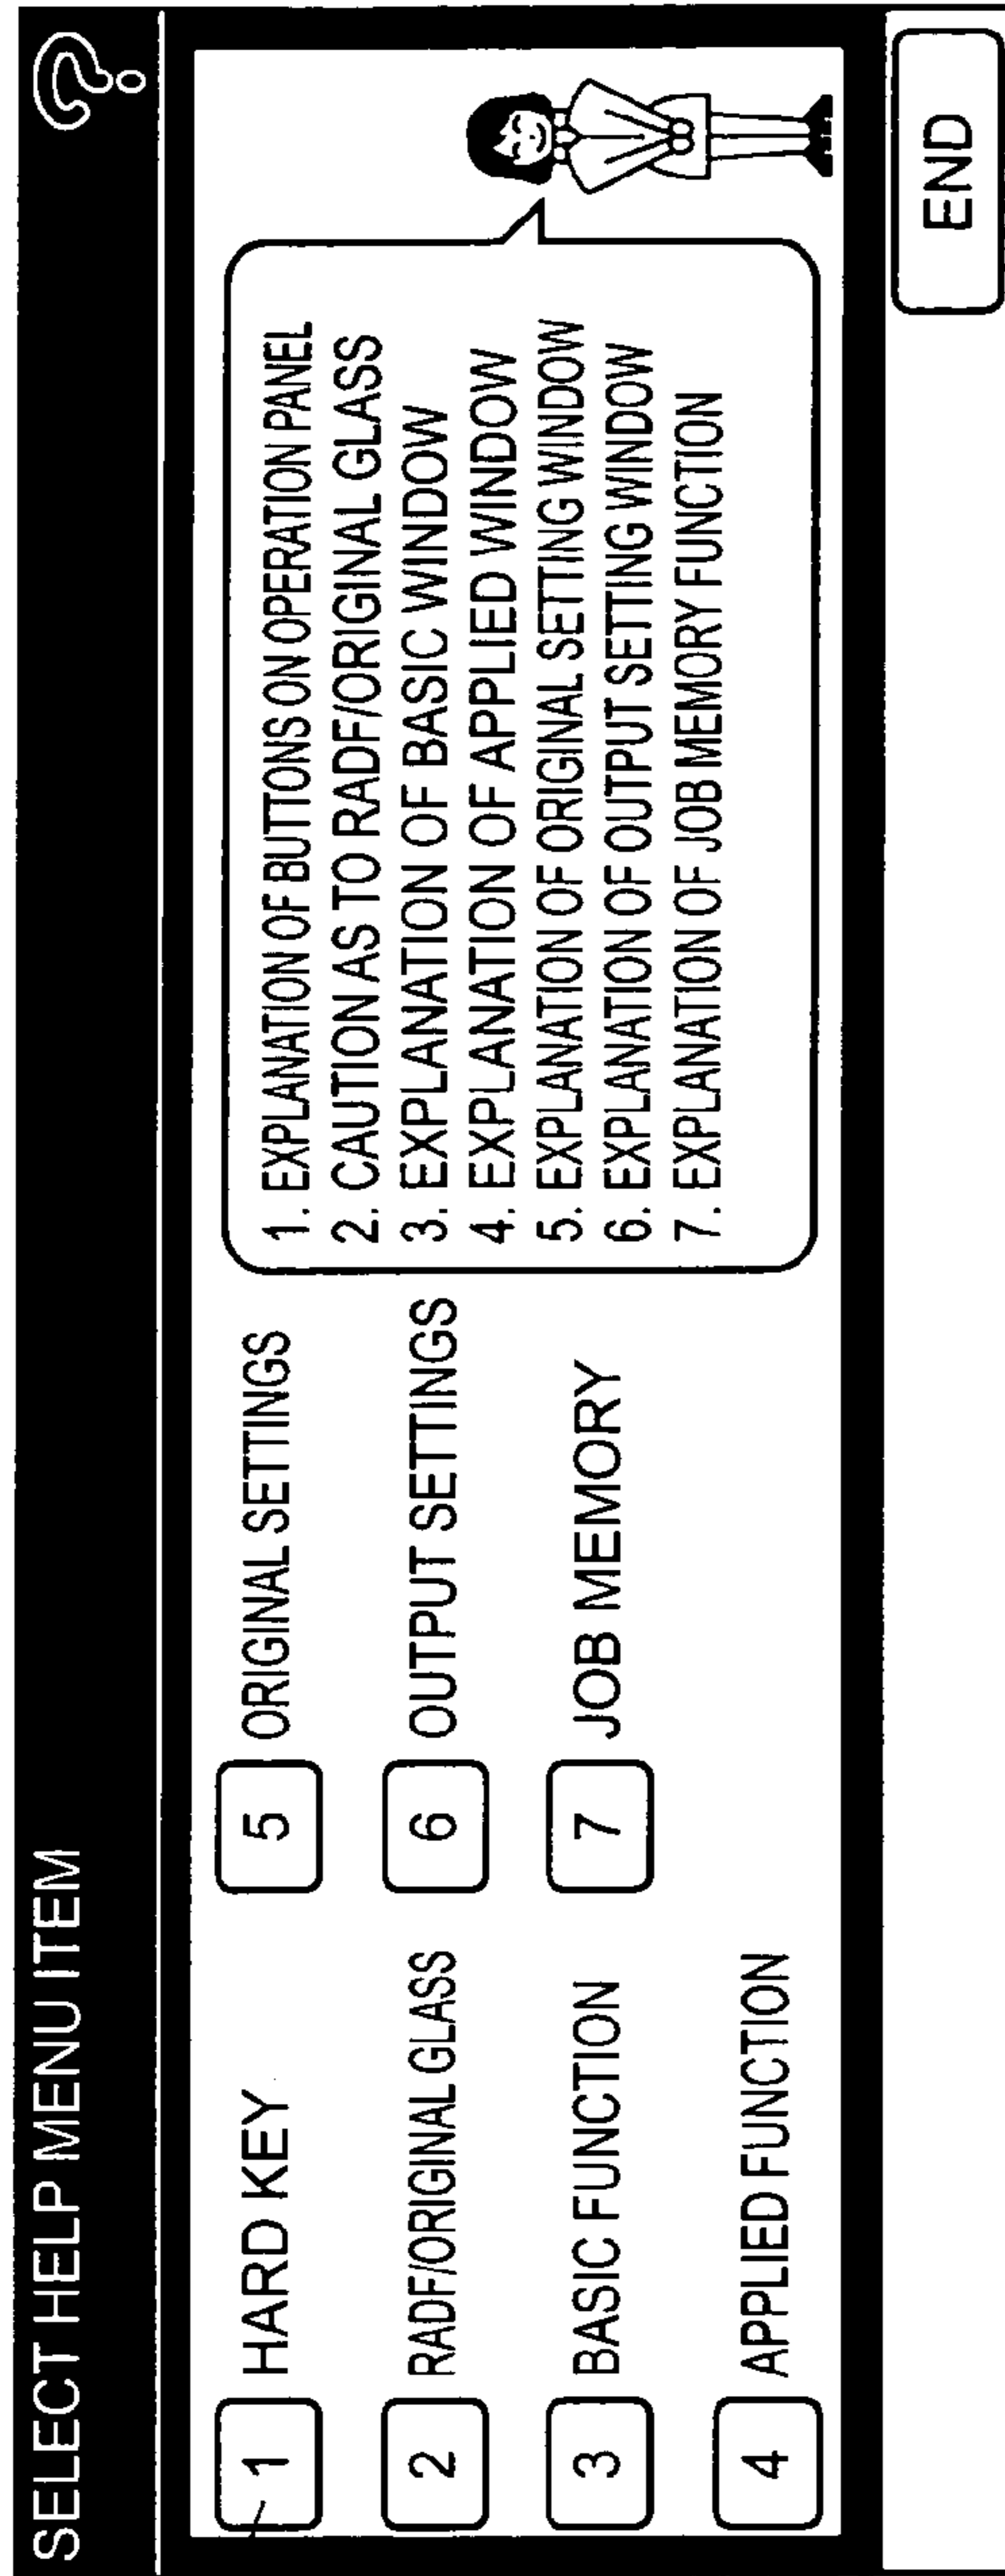 SELECT HELP MENU ITEM
?
1 HARD KEY
2 RADF/ORIGINAL GLASS
3 BASIC FUNCTION
4 APPLIED FUNCTION
5 ORIGINAL SETTINGS
6 OUTPUT SETTINGS
7 JOB MEMORY
1. EXPLANATION OF BUTTONS ON OPERATION PANEL
2. CAUTION AS TO RADF/ORIGINAL GLASS
3. EXPLANATION OF BASIC WINDOW
4. EXPLANATION OF APPLIED WINDOW
5. EXPLANATION OF ORIGINAL SETTING WINDOW
6. EXPLANATION OF OUTPUT SETTING WINDOW
7. EXPLANATION OF JOB MEMORY FUNCTION
END